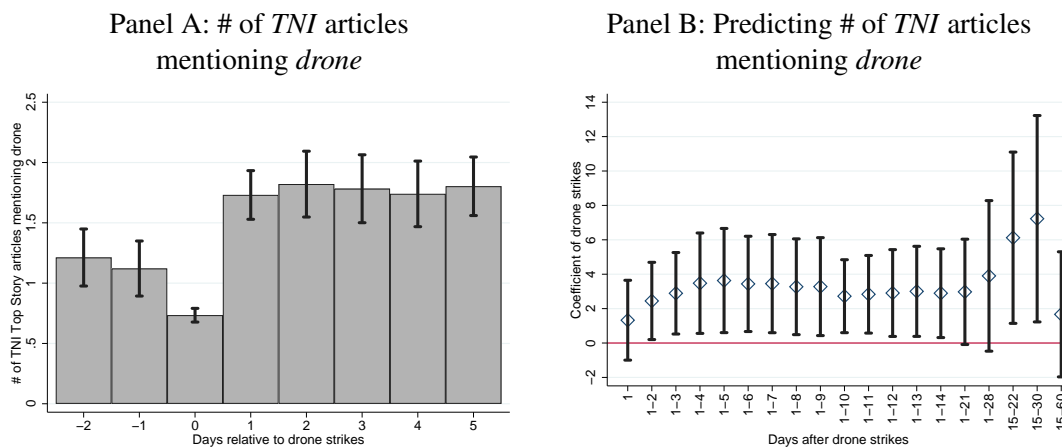 Panel A: # of TNI articles
mentioning drone
# of TNI Top Story articles mentioning drone
2.5
2
1.5
1
.5
0
−2 −1 0 1 2 3 4 5
Days relative to drone strikes
Panel B: Predicting # of TNI articles
mentioning drone
Coefficient of drone strikes
14
12
10
8
6
4
2
0
−2
1 1−2 1−3 1−4 1−5 1−6 1−7 1−8 1−9 1−10 1−11 1−12 1−13 1−14 1−21 1−28 15−22 15−30 15−60
Days after drone strikes